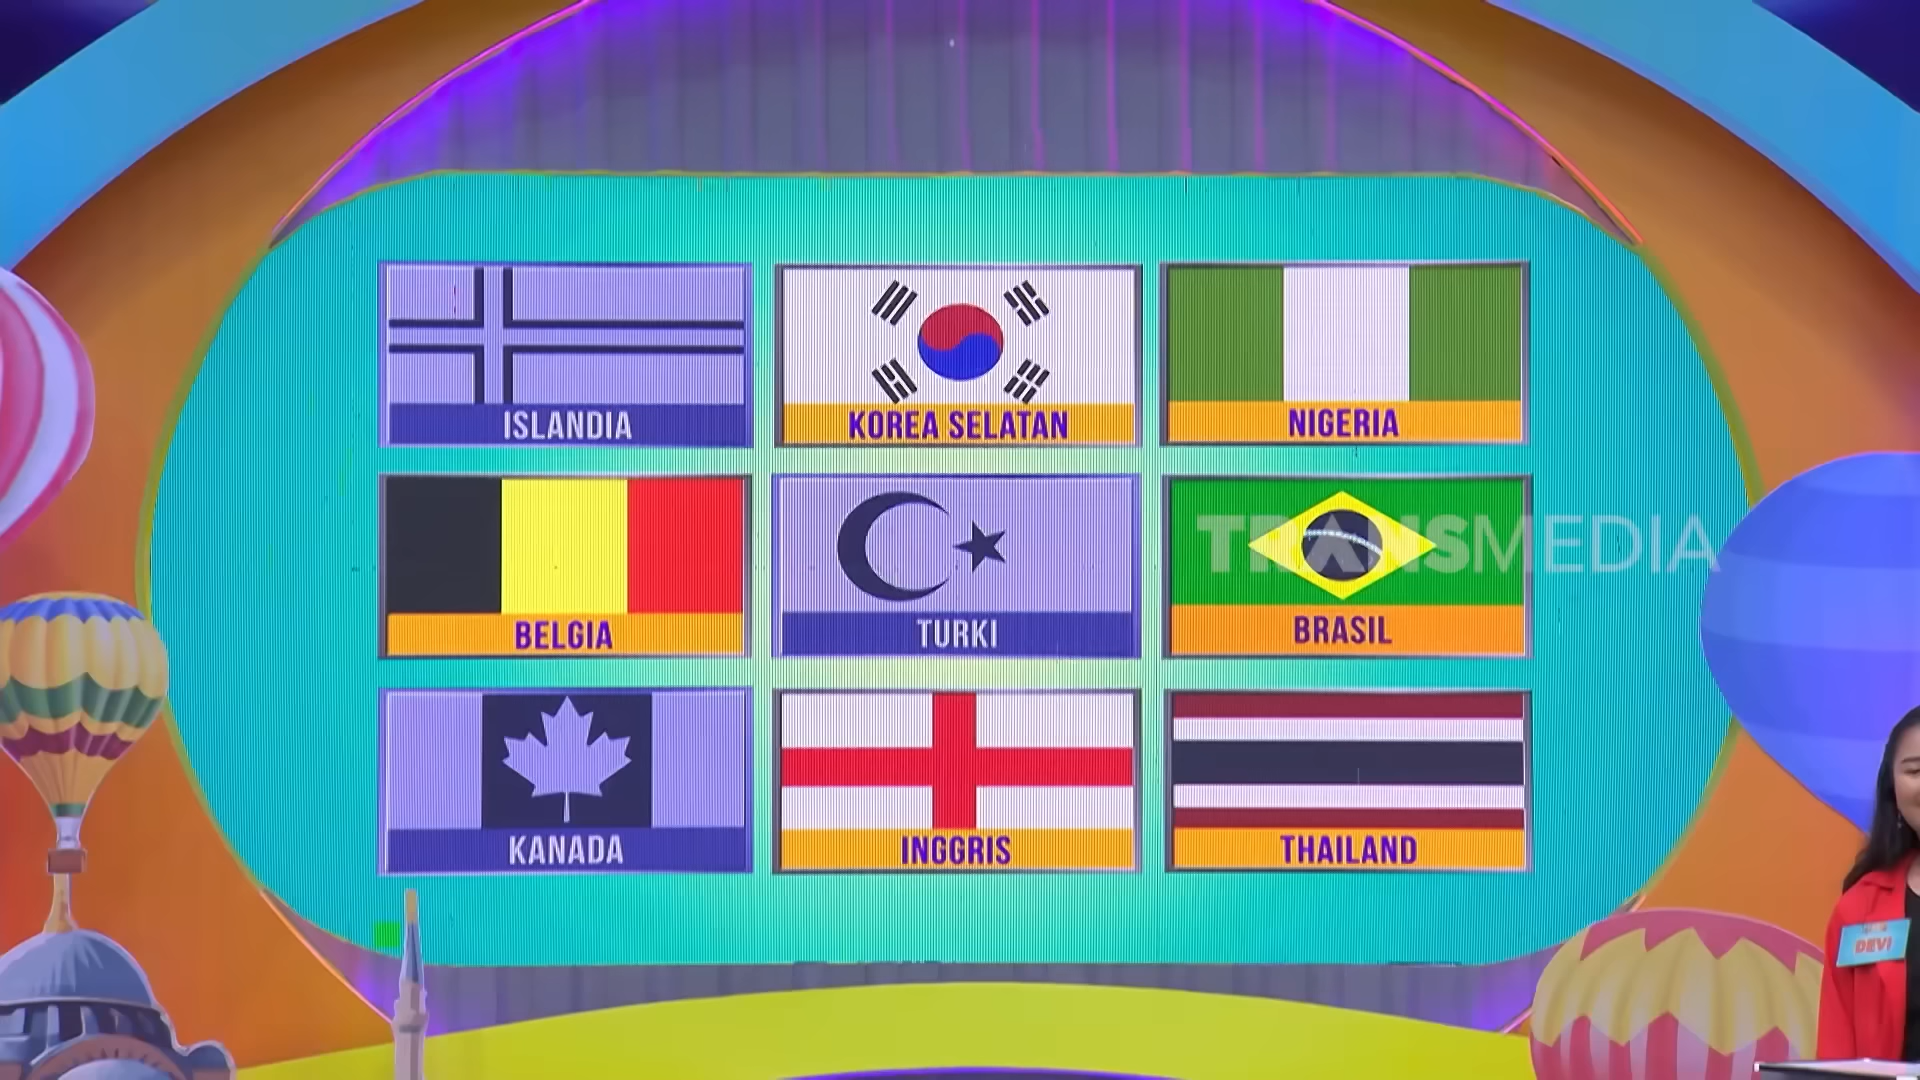 ISLANDIA
KOREA SELATAN
NIGERIA
BELGIA
TURKI
BRASIL
TRANSMEDIA
KANADA
INGGRIS
THAILAND
DEVI